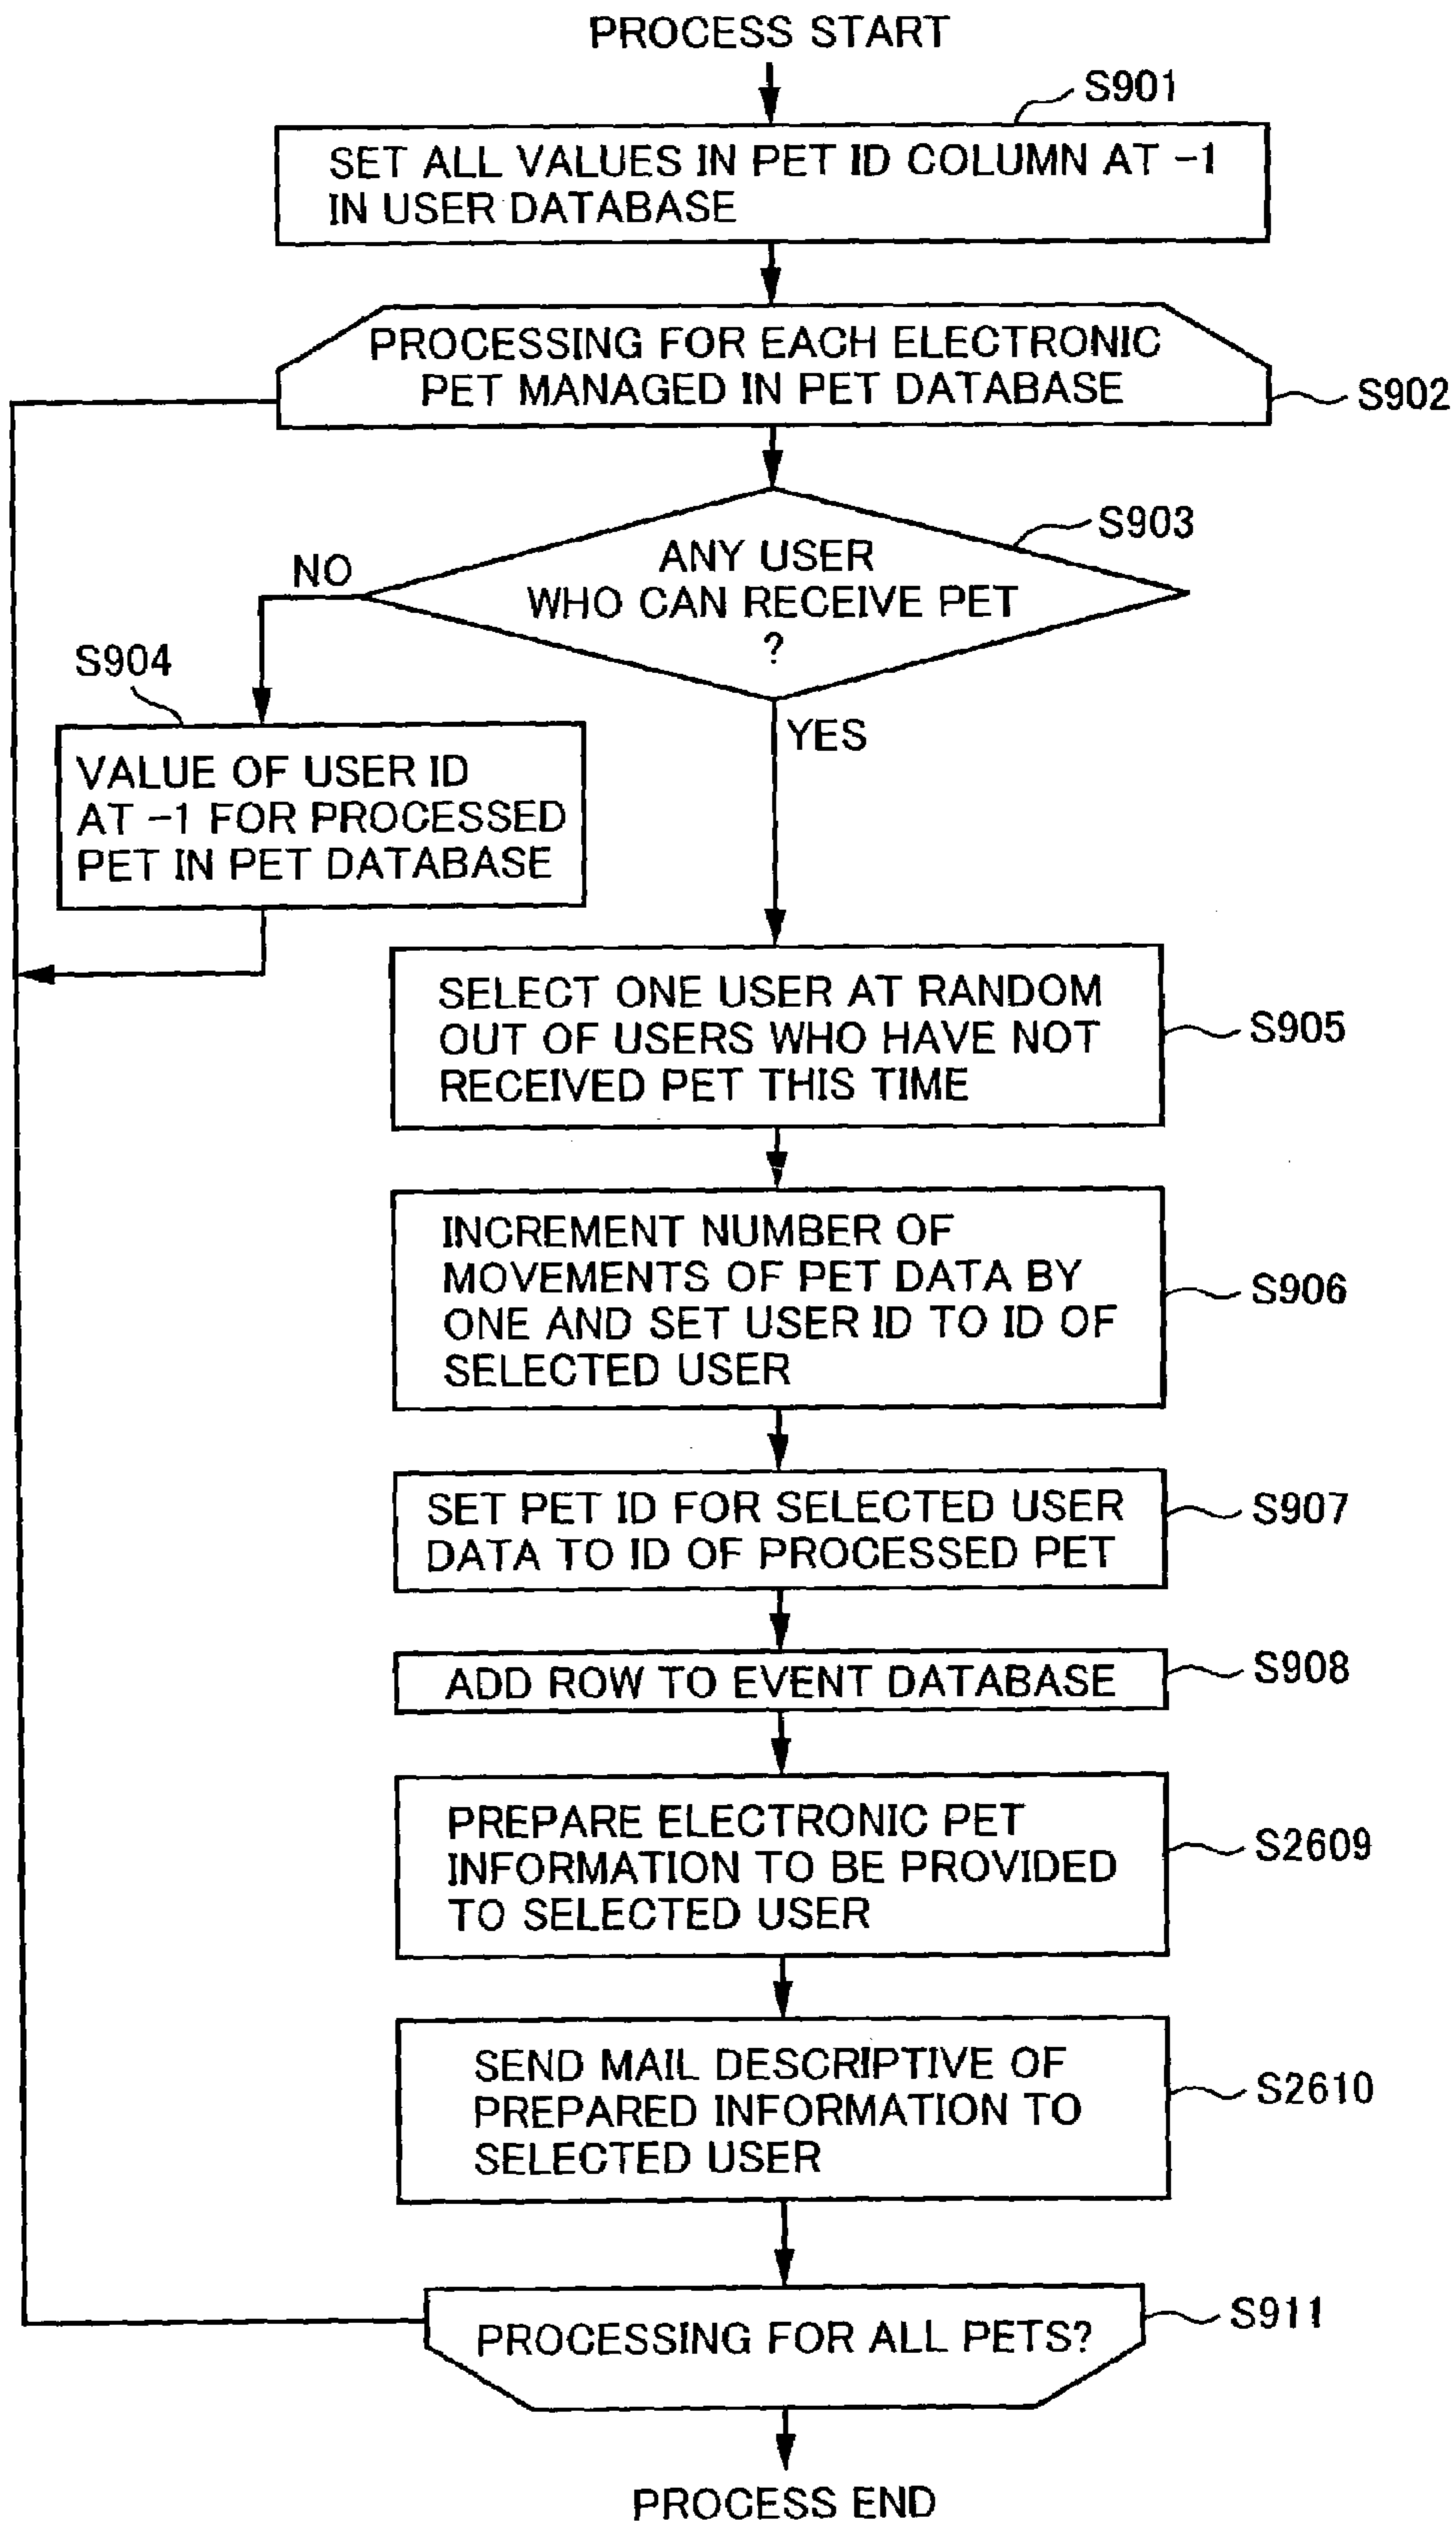 PROCESS START
S901
SET ALL VALUES IN PET ID COLUMN AT -1
IN USER DATABASE
PROCESSING FOR EACH ELECTRONIC
PET MANAGED IN PET DATABASE
S902
S903
ANY USER
WHO CAN RECEIVE PET
?
NO
YES
S904
VALUE OF USER ID
AT -1 FOR PROCESSED
PET IN PET DATABASE
SELECT ONE USER AT RANDOM
OUT OF USERS WHO HAVE NOT
RECEIVED PET THIS TIME
S905
INCREMENT NUMBER OF
MOVEMENTS OF PET DATA BY
ONE AND SET USER ID TO ID OF
SELECTED USER
S906
SET PET ID FOR SELECTED USER
DATA TO ID OF PROCESSED PET
S907
ADD ROW TO EVENT DATABASE
S908
PREPARE ELECTRONIC PET
INFORMATION TO BE PROVIDED
TO SELECTED USER
S2609
SEND MAIL DESCRIPTIVE OF
PREPARED INFORMATION TO
SELECTED USER
S2610
PROCESSING FOR ALL PETS?
S911
PROCESS END